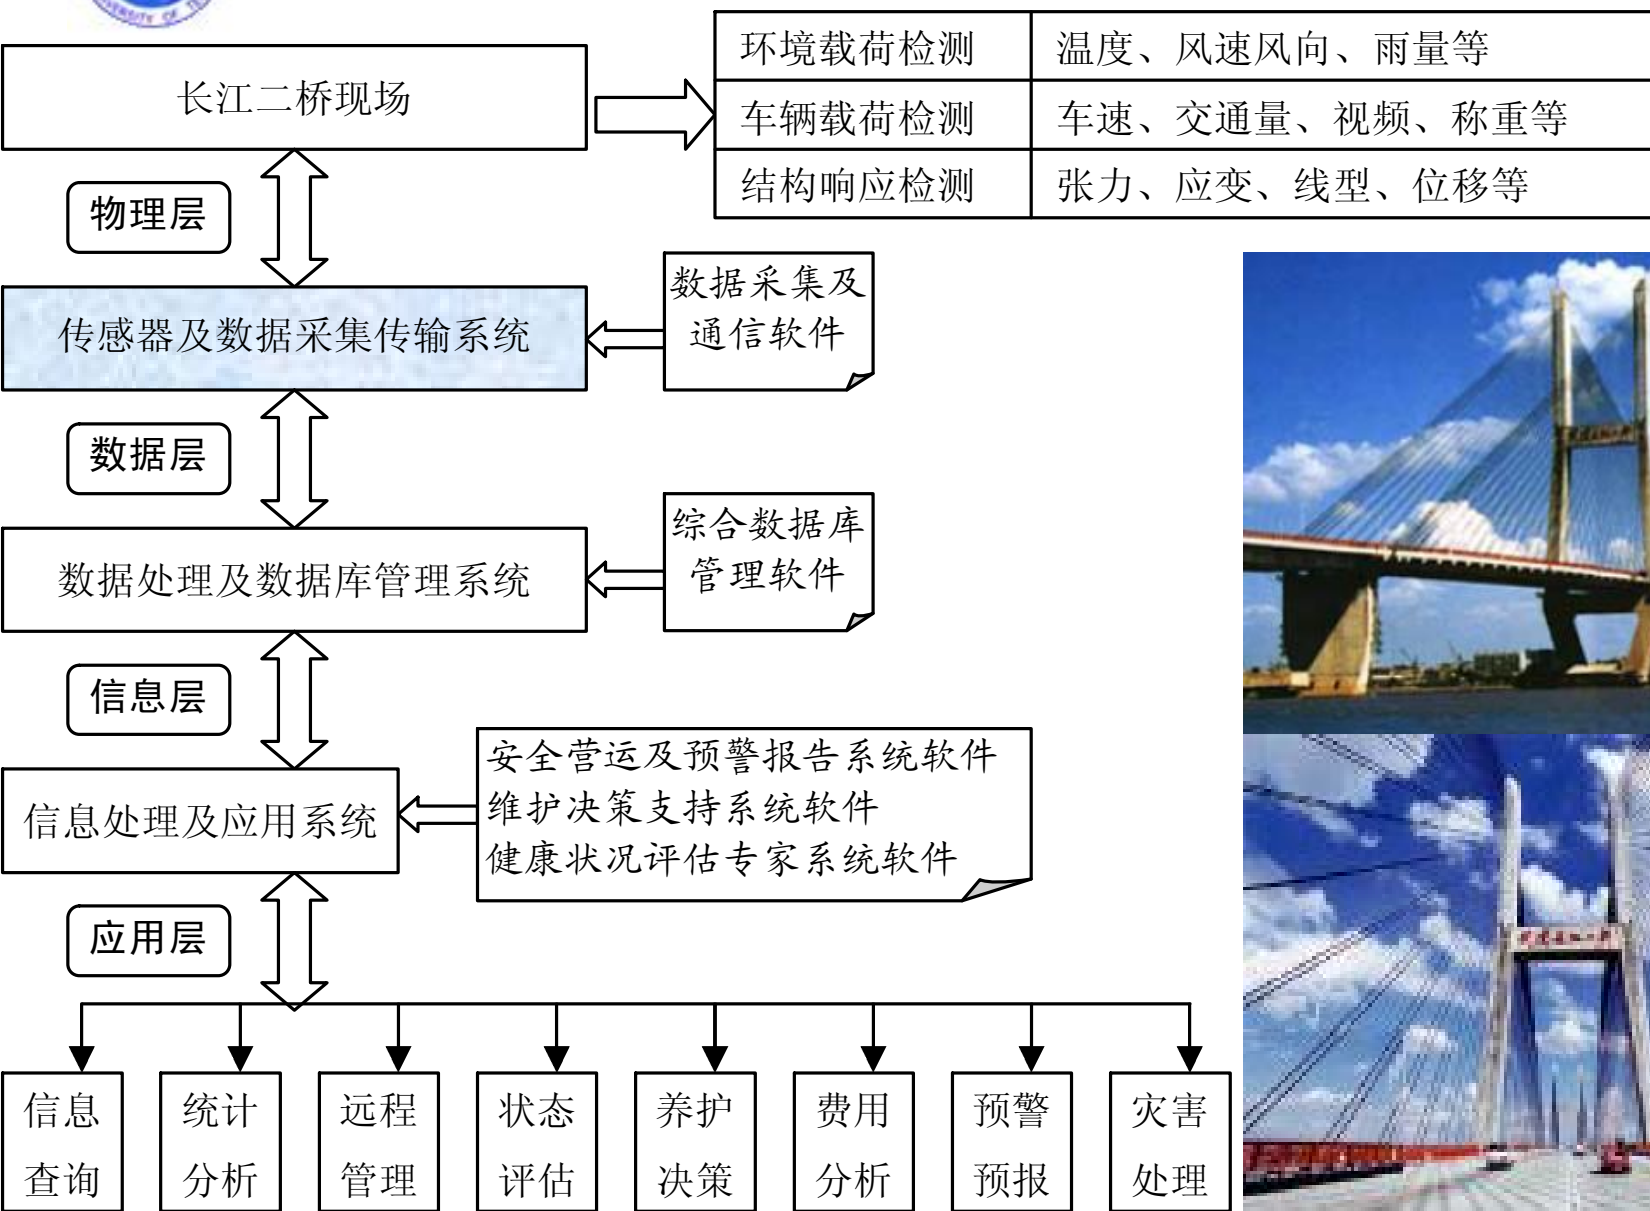 UNIVERSITY OF TE
环境载荷检测 温度、风速风向、雨量等
长江二桥现场
车辆载荷检测 车速、交通量、视频、称重等
结构响应检测 张力、应变、线型、位移等
物理层
数据采集及
通信软件
传感器及数据采集传输系统
数据层
综合数据库
管理软件
数据处理及数据库管理系统
信息层
安全营运及预警报告系统软件
维护决策支持系统软件
健康状况评估专家系统软件
信息处理及应用系统
应用层
信息
查询
统计
分析
远程
管理
状态
评估
养护
决策
费用
分析
预警
预报
灾害
处理